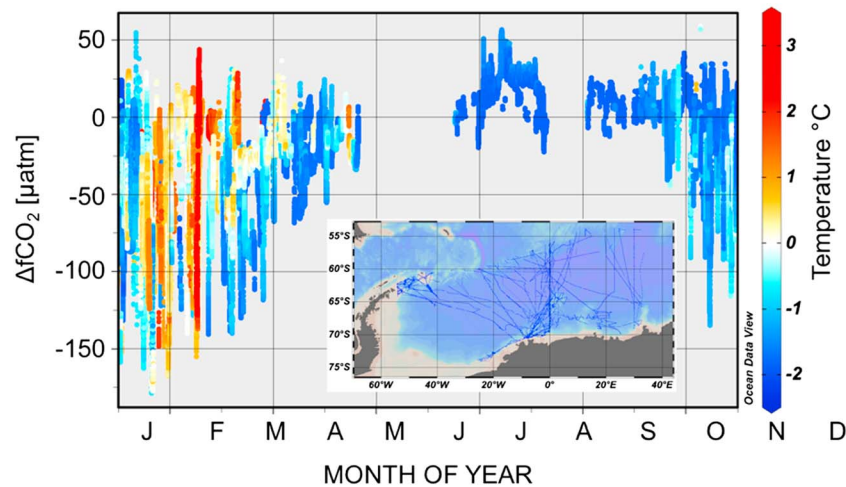 50
0
-50
-100
-150
ΔfCO2 [µatm]
J F M A M J J A S O N D
MONTH OF YEAR
3
2
1
0
-1
-2
Temperature °C
Ocean Data View
55°S
60°S
65°S
70°S
75°S
60°W 40°W 20°W 0° 20°E 40°E